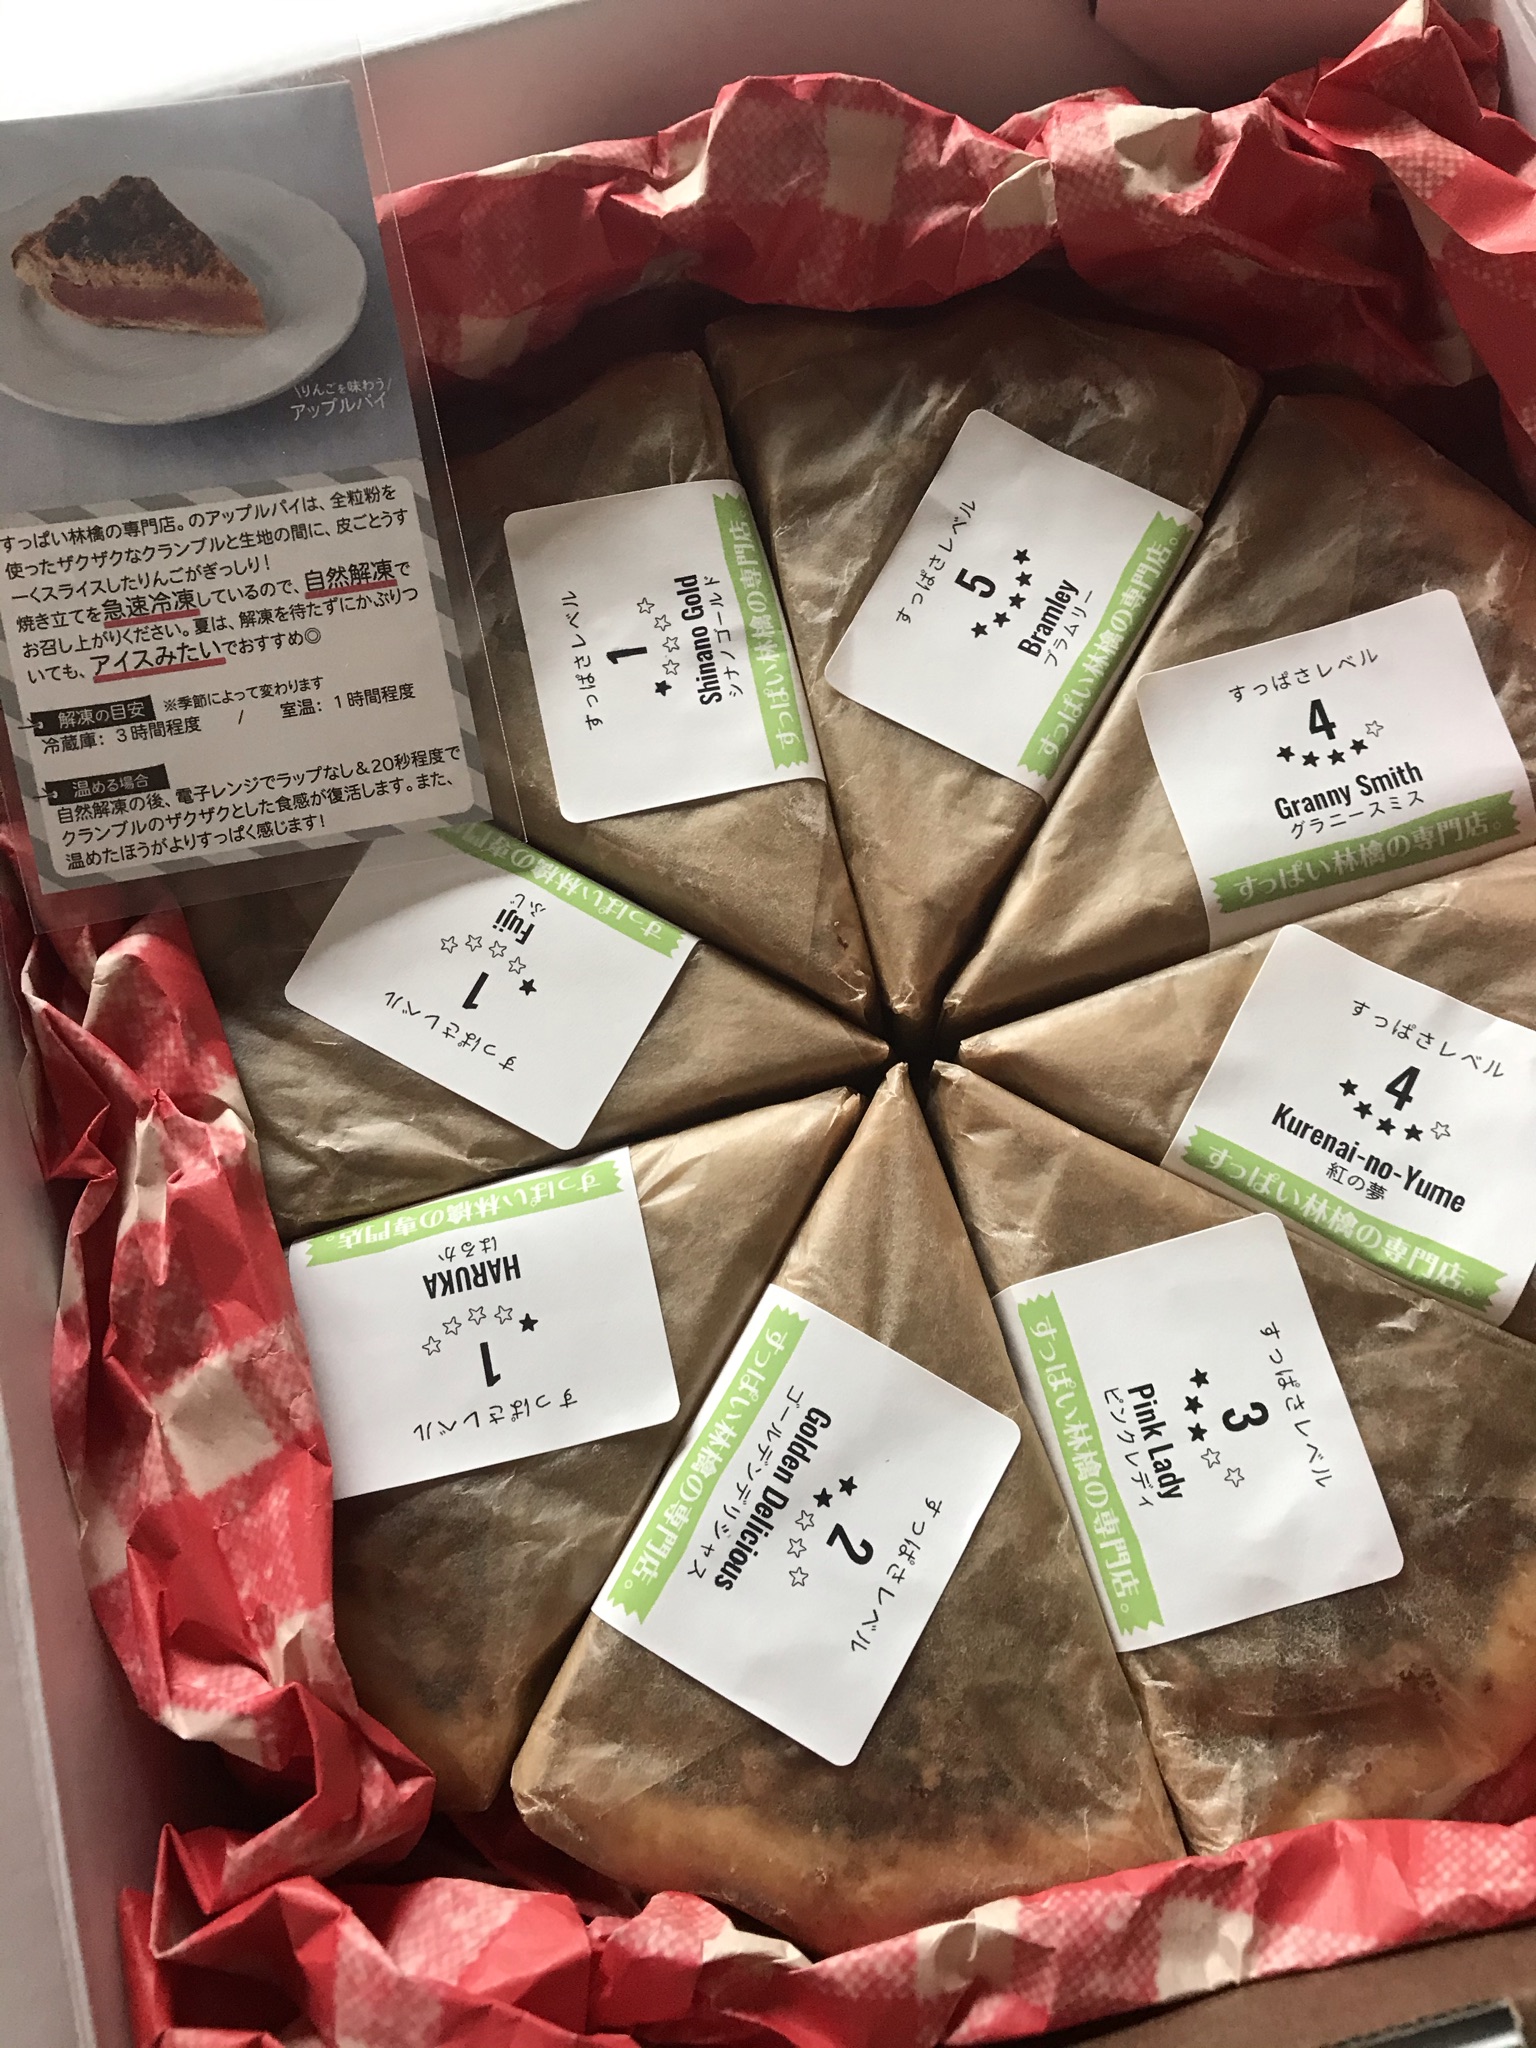 \りんごを味わう/
アップルパイ
すっぱい林檎の専門店。のアップルパイは、全粒粉を
使ったザクザクなクランブルと生地の間に、皮ごとうす
ーくスライスしたりんごがぎっしり!
焼き立てを急速冷凍しているので、自然解凍で
お召し上がりください。夏は、解凍を待たずにかぶりつ
いても、アイスみたいでおすすめ◎
解凍の目安 ※季節によって変わります
冷蔵庫: 3時間程度 / 室温: 1時間程度
温める場合
自然解凍の後、電子レンジでラップなし&20秒程度で
クランブルのザクザクとした食感が復活します。また、
温めたほうがよりすっぱく感じます!
すっぱさレベル
1
★☆☆☆☆
Shinano Gold
シナノゴールド
すっぱい林檎の専門店。
すっぱさレベル
5
★★★★★
Bramley
ブラムリー
すっぱい林檎の専門店。
すっぱさレベル
4
★★★★☆
Granny Smith
グラニースミス
すっぱい林檎の専門店。
すっぱさレベル
4
★★★★☆
Kurenai-no-Yume
紅の夢
すっぱい林檎の専門店。
すっぱさレベル
3
★★★☆☆
Pink Lady
ピンクレディ
すっぱい林檎の専門店。
すっぱさレベル
2
★★☆☆☆
Golden Delicious
ゴールデンデリシャス
すっぱい林檎の専門店。
すっぱさレベル
1
★☆☆☆☆
HARUKA
はるか
すっぱい林檎の専門店。
すっぱさレベル
1
★☆☆☆☆
Fuji
ふじ
すっぱい林檎の専門